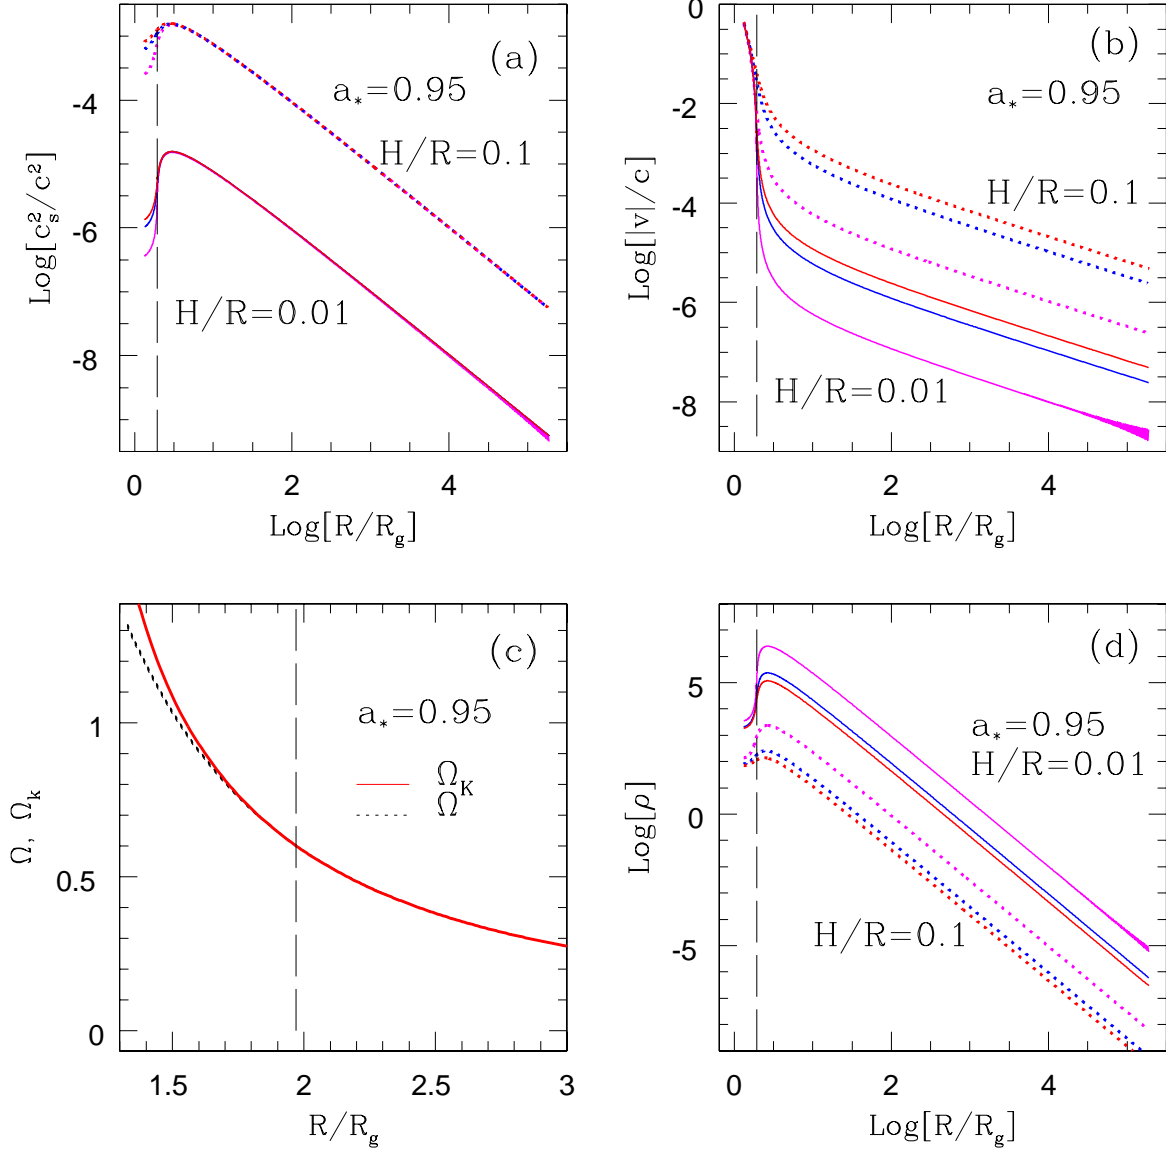 (a)
a*=0.95
H/R=0.1
H/R=0.01
-4
-6
-8
Log[c_s^2/c^2]
0 2 4
Log[R/R_g]
0
(b)
a*=0.95
-2
H/R=0.1
-4
-6
H/R=0.01
-8
Log[|v|/c]
0 2 4
Log[R/R_g]
(c)
a*=0.95
1
Ω_K
Ω
0.5
0
Ω, Ω_k
1.5 2 2.5 3
R/R_g
(d)
5
a*=0.95
H/R=0.01
0
H/R=0.1
-5
Log[ρ]
0 2 4
Log[R/R_g]